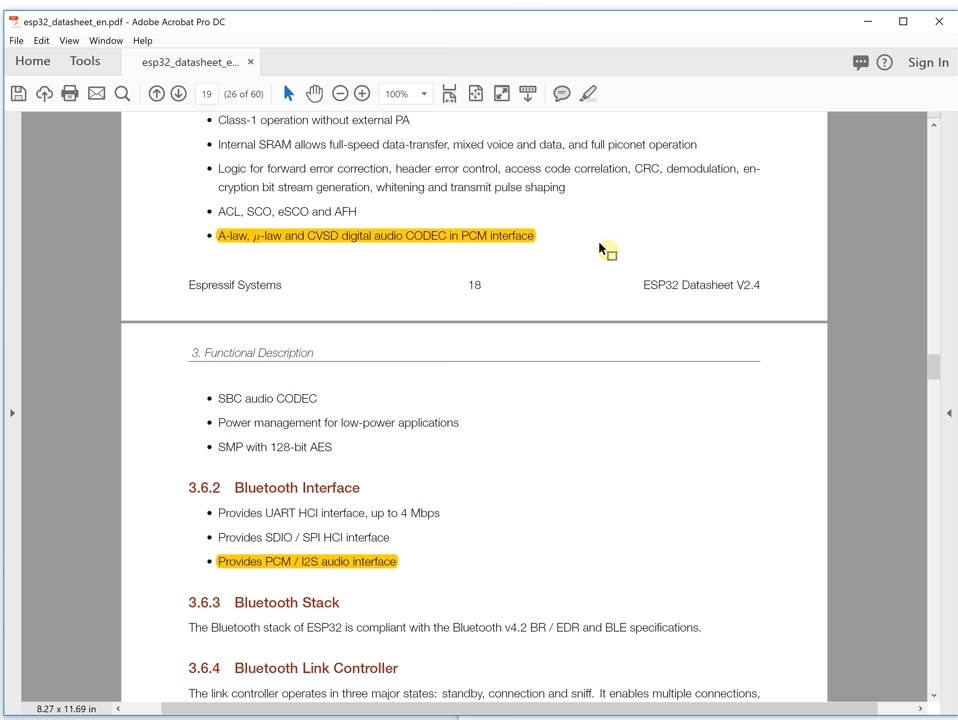 esp32_datasheet_en.pdf - Adobe Acrobat Pro DC
File Edit View Window Help
Home Tools esp32_datasheet_e... × Sign In
19 (26 of 60) 100%
• Class-1 operation without external PA
• Internal SRAM allows full-speed data-transfer, mixed voice and data, and full piconet operation
• Logic for forward error correction, header error control, access code correlation, CRC, demodulation, en-
cryption bit stream generation, whitening and transmit pulse shaping
• ACL, SCO, eSCO and AFH
• A-law, µ-law and CVSD digital audio CODEC in PCM interface
Espressif Systems 18 ESP32 Datasheet V2.4
3. Functional Description
• SBC audio CODEC
• Power management for low-power applications
• SMP with 128-bit AES
3.6.2 Bluetooth Interface
• Provides UART HCI interface, up to 4 Mbps
• Provides SDIO / SPI HCI interface
• Provides PCM / I2S audio interface
3.6.3 Bluetooth Stack
The Bluetooth stack of ESP32 is compliant with the Bluetooth v4.2 BR / EDR and BLE specifications.
3.6.4 Bluetooth Link Controller
The link controller operates in three major states: standby, connection and sniff. It enables multiple connections,
8.27 x 11.69 in